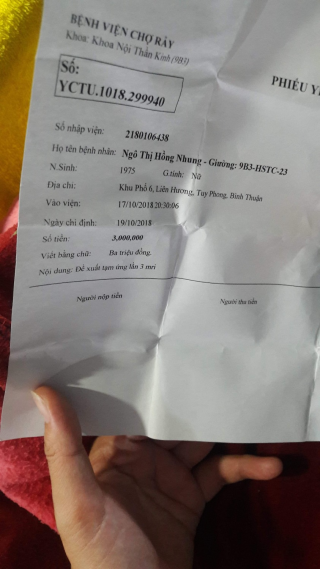 BỆNH VIỆN CHỢ RẪY
Khoa: Khoa Nội Thần Kinh (9B3)
Số:
YCTU.1018.299940
PHIẾU
Số nhập viện: 2180106438
Họ tên bệnh nhân: Ngô Thị Hồng Nhung - Giường: 9B3-HSTC-23
N.Sinh: 1975 G.tính: Nữ
Địa chỉ: Khu Phố 6, Liên Hương, Tuy Phong, Bình Thuận
Vào viện: 17/10/2018 20:30:06
Ngày chỉ định: 19/10/2018
Số tiền: 3,000,000
Viết bằng chữ: Ba triệu đồng.
Nội dung: Đề xuất tạm ứng lần 3 mri
Người nộp tiền Người thu tiền